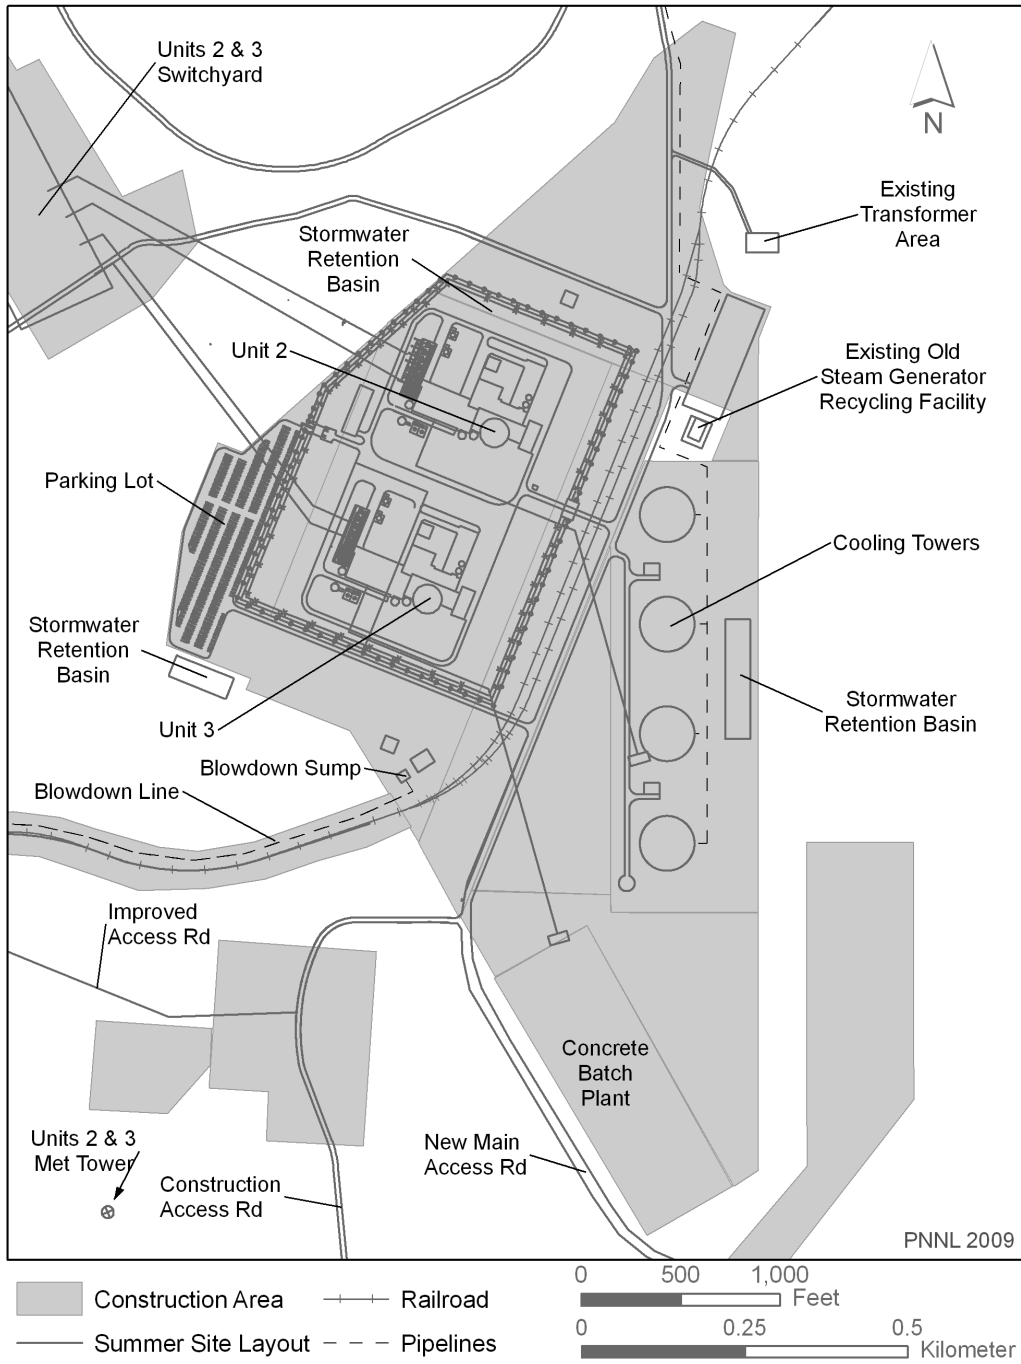 Units 2 & 3
Switchyard
N
Existing
Transformer
Area
Stormwater
Retention
Basin
Unit 2
Existing Old
Steam Generator
Recycling Facility
Parking Lot
Cooling Towers
Stormwater
Retention
Basin
Stormwater
Retention Basin
Unit 3
Blowdown Sump
Blowdown Line
Improved
Access Rd
Concrete
Batch
Plant
Units 2 & 3
Met Tower
New Main
Access Rd
Construction
Access Rd
PNNL 2009
Construction Area
Railroad
0 500 1,000
Feet
Summer Site Layout
Pipelines
0 0.25 0.5
Kilometer